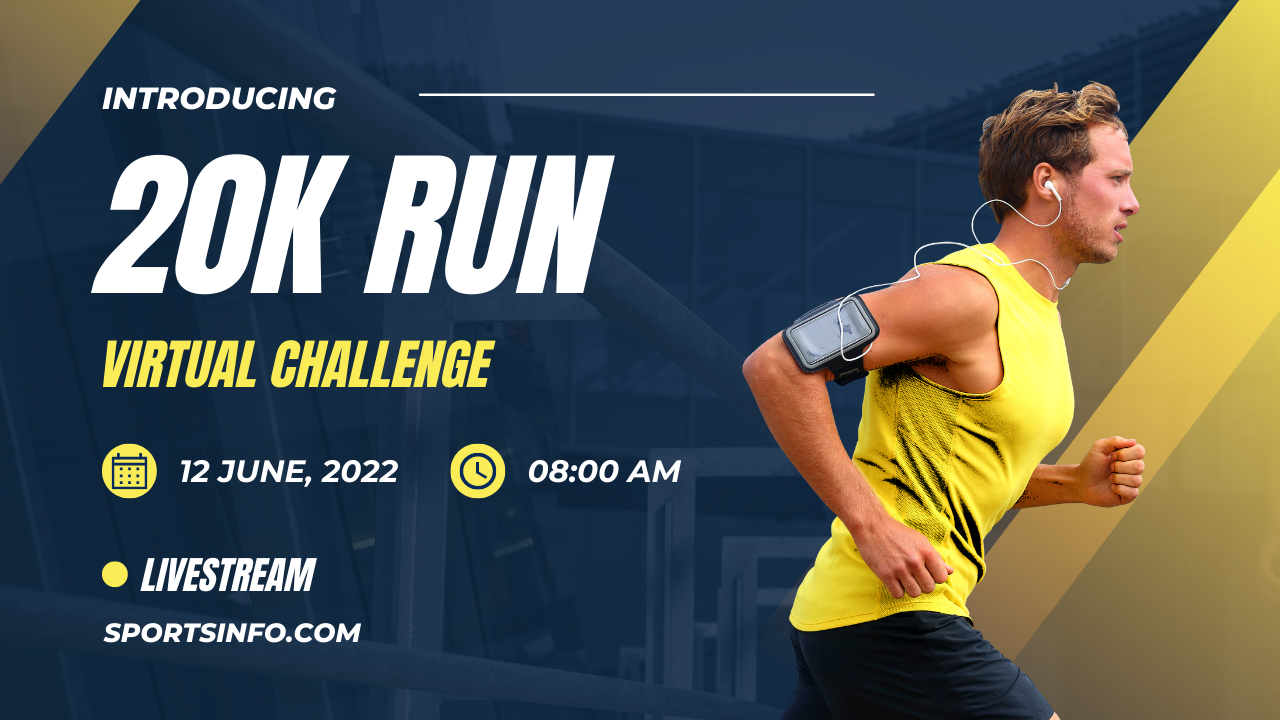 INTRODUCING
20K RUN
VIRTUAL CHALLENGE
12 JUNE, 2022
08:00 AM
LIVESTREAM
SPORTSINFO.COM